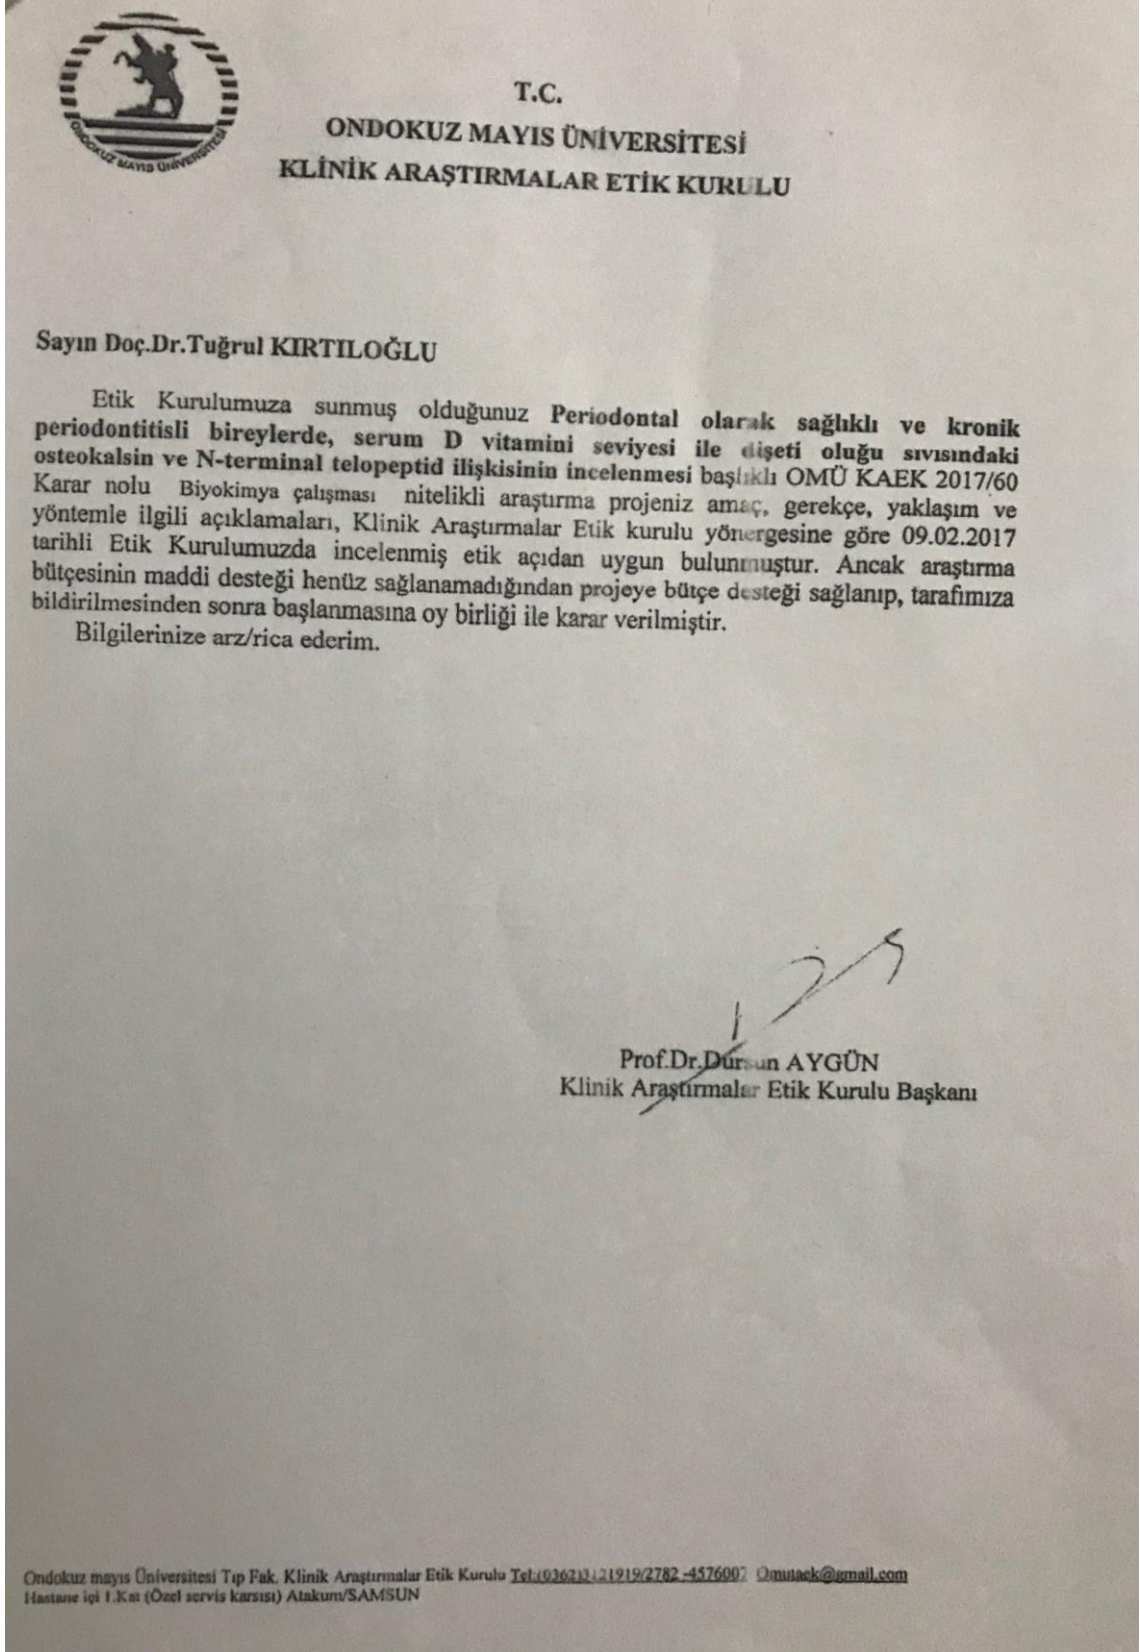 ONDOKUZ MAYIS ÜNİVERSİTESİ
T.C.
ONDOKUZ MAYIS ÜNİVERSİTESİ
KLİNİK ARAŞTIRMALAR ETİK KURULU
Sayın Doç.Dr.Tuğrul KIRTILOĞLU
Etik Kurulumuza sunmuş olduğunuz Periodontal olarak sağlıklı ve kronik
periodontitisli bireylerde, serum D vitamini seviyesi ile dişeti oluğu sıvısındaki
osteokalsin ve N-terminal telopeptid ilişkisinin incelenmesi başlıklı OMÜ KAEK 2017/60
Karar nolu Biyokimya çalışması nitelikli araştırma projeniz amaç, gerekçe, yaklaşım ve
yöntemle ilgili açıklamaları, Klinik Araştırmalar Etik kurulu yönergesine göre 09.02.2017
tarihli Etik Kurulumuzda incelenmiş etik açıdan uygun bulunmuştur. Ancak araştırma
bütçesinin maddi desteği henüz sağlanamadığından projeye bütçe desteği sağlanıp, tarafımıza
bildirilmesinden sonra başlanmasına oy birliği ile karar verilmiştir.
Bilgilerinize arz/rica ederim.
Prof.Dr.Dursun AYGÜN
Klinik Araştırmalar Etik Kurulu Başkanı
Ondokuz mayıs Üniversitesi Tıp Fak. Klinik Araştırmalar Etik Kurulu
Hastane içi 1.Kat (Özel servis karsısı) Atakum/SAMSUN